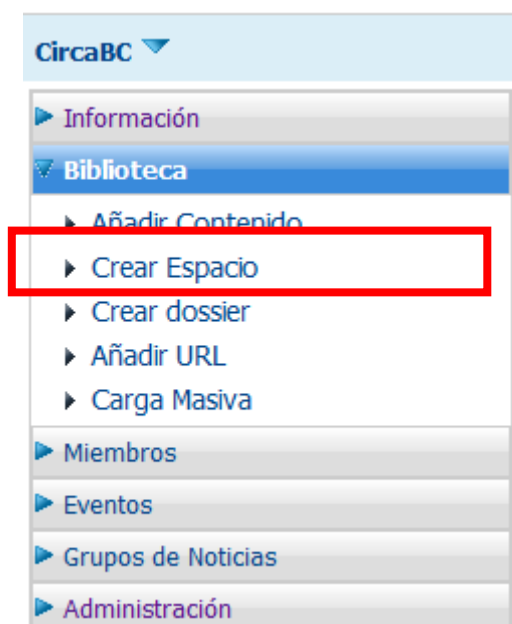 CircaBC
Información
Biblioteca
Añadir Contenido
Crear Espacio
Crear dossier
Añadir URL
Carga Masiva
Miembros
Eventos
Grupos de Noticias
Administración